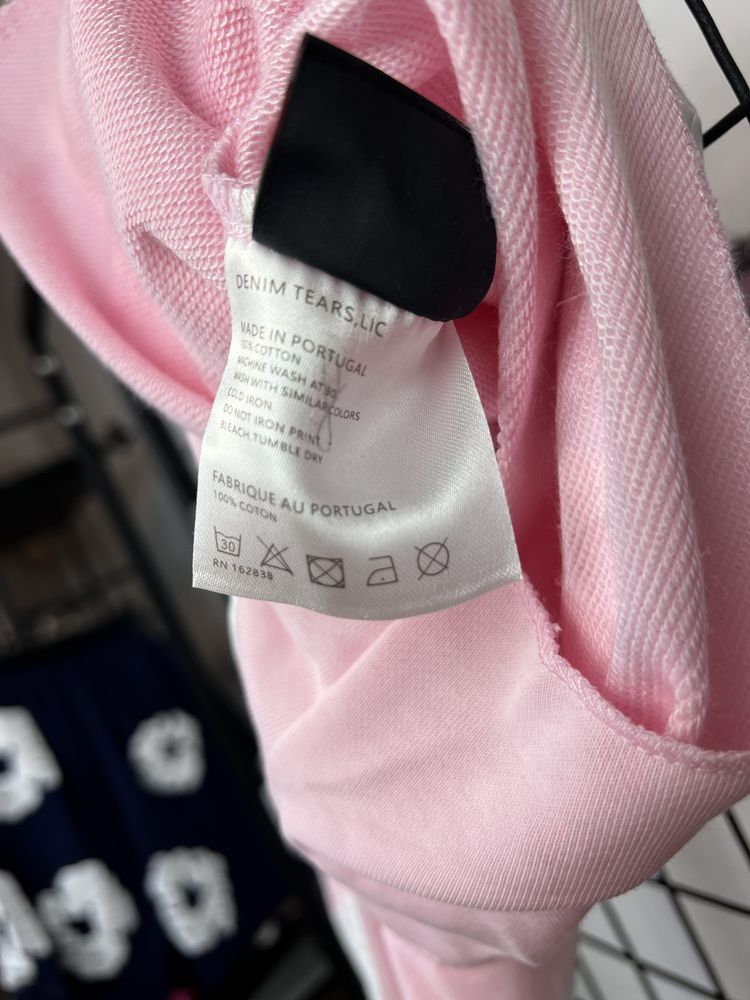 DENIM TEARS,LIC
MADE IN PORTUGAL
100% COTTON
MACHINE WASH AT 30
WASH WITH SIMILAR COLORS
COLD IRON
DO NOT IRON PRINT
BLEACH TUMBLE DRY
FABRIQUE AU PORTUGAL
100% COTON
30
RN 162838